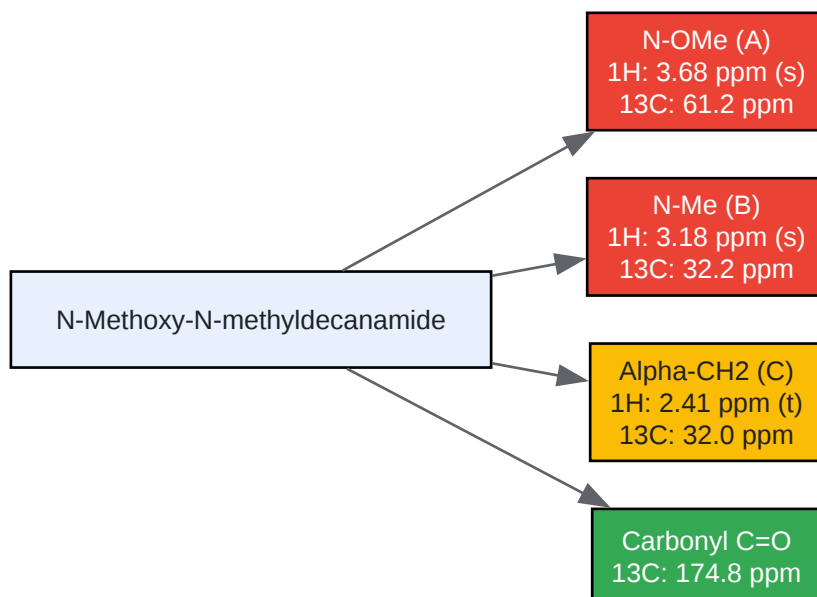 N-OMe (A)
1H: 3.68 ppm (s)
13C: 61.2 ppm
N-Me (B)
1H: 3.18 ppm (s)
13C: 32.2 ppm
N-Methoxy-N-methyldecanamide
Alpha-CH2 (C)
1H: 2.41 ppm (t)
13C: 32.0 ppm
Carbonyl C=O
13C: 174.8 ppm